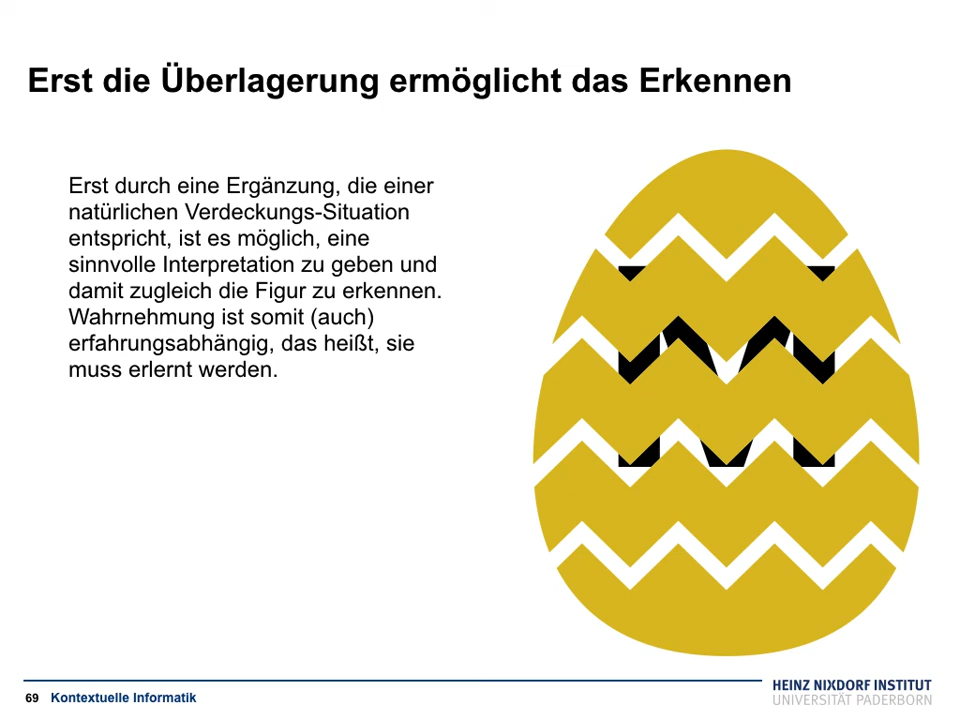 Erst die Überlagerung ermöglicht das Erkennen
Erst durch eine Ergänzung, die einer
natürlichen Verdeckungs-Situation
entspricht, ist es möglich, eine
sinnvolle Interpretation zu geben und
damit zugleich die Figur zu erkennen.
Wahrnehmung ist somit (auch)
erfahrungsabhängig, das heißt, sie
muss erlernt werden.
M
69 Kontextuelle Informatik
HEINZ NIXDORF INSTITUT
UNIVERSITÄT PADERBORN